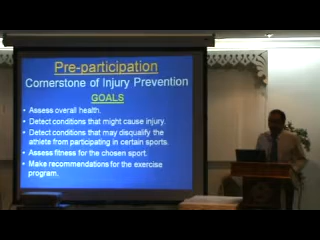 Pre-participation
Cornerstone of Injury Prevention
GOALS
• Assess overall health.
• Detect conditions that might cause injury.
• Detect conditions that may disqualify the
athlete from participating in certain sports.
• Assess fitness for the chosen sport.
• Make recommendations for the exercise
program.